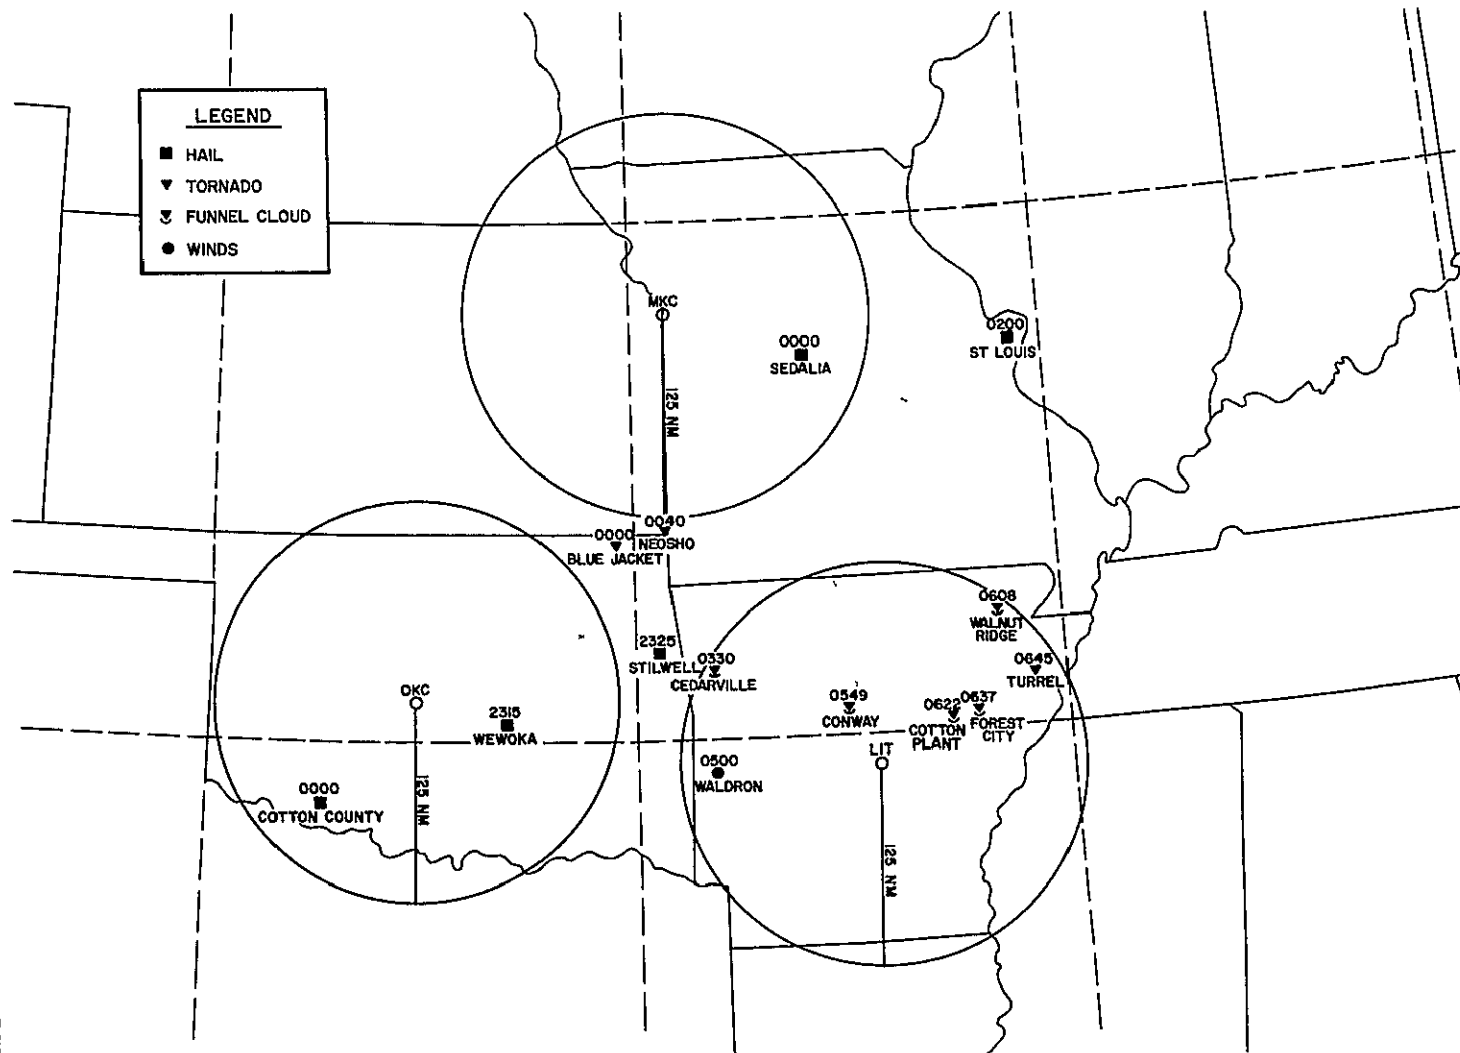 LEGEND
HAIL
TORNADO
FUNNEL CLOUD
WINDS
MKC
0000
SEDALIA
0200
ST LOUIS
125 NM
0040
NEOSHO
0000
BLUE JACKET
0608
WALNUT
RIDGE
2325
STILWELL
0330
CEDARVILLE
0645
TURREL
OKC
2315
WEWOKA
0549
CONWAY
0622
COTTON
PLANT
0637
FOREST
CITY
LIT
0500
WALDRON
0000
COTTON COUNTY
125 NM
125 NM